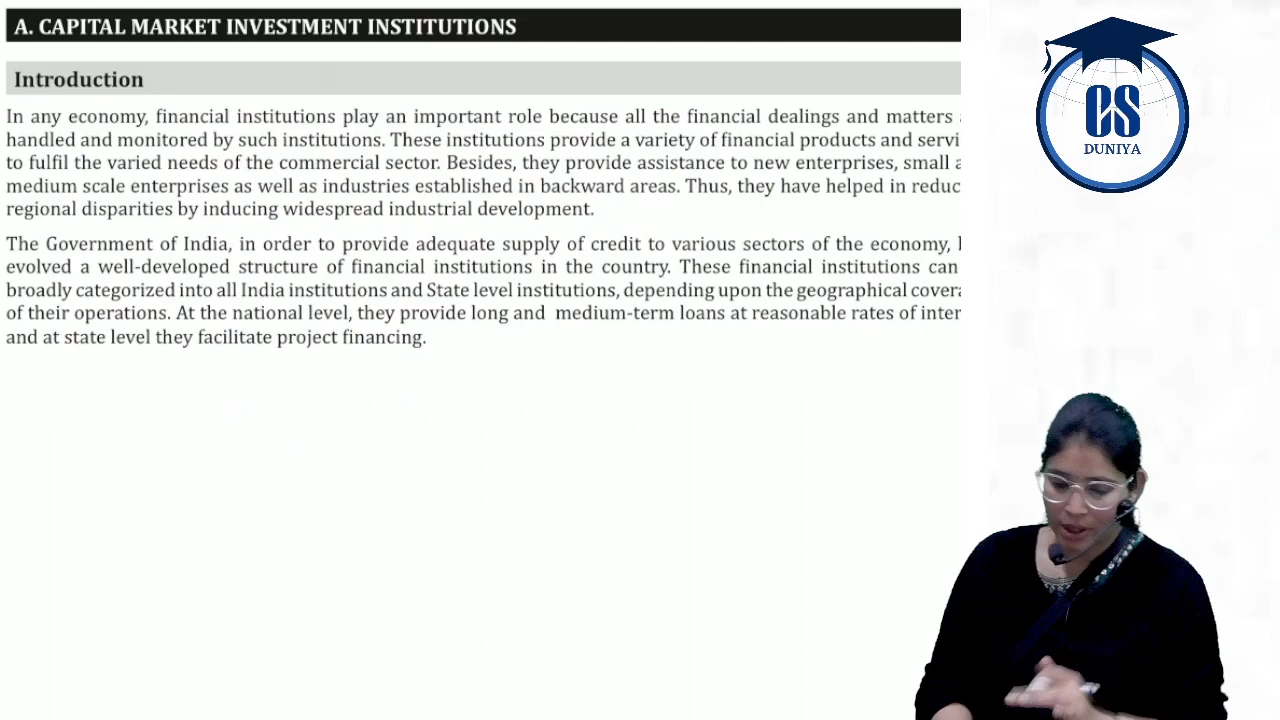 A. CAPITAL MARKET INVESTMENT INSTITUTIONS
Introduction
In any economy, financial institutions play an important role because all the financial dealings and matters
handled and monitored by such institutions. These institutions provide a variety of financial products and servi
to fulfil the varied needs of the commercial sector. Besides, they provide assistance to new enterprises, small a
medium scale enterprises as well as industries established in backward areas. Thus, they have helped in reduc
regional disparities by inducing widespread industrial development.
The Government of India, in order to provide adequate supply of credit to various sectors of the economy,
evolved a well-developed structure of financial institutions in the country. These financial institutions can
broadly categorized into all India institutions and State level institutions, depending upon the geographical covera
of their operations. At the national level, they provide long and medium-term loans at reasonable rates of inter
and at state level they facilitate project financing.
CS
DUNIYA